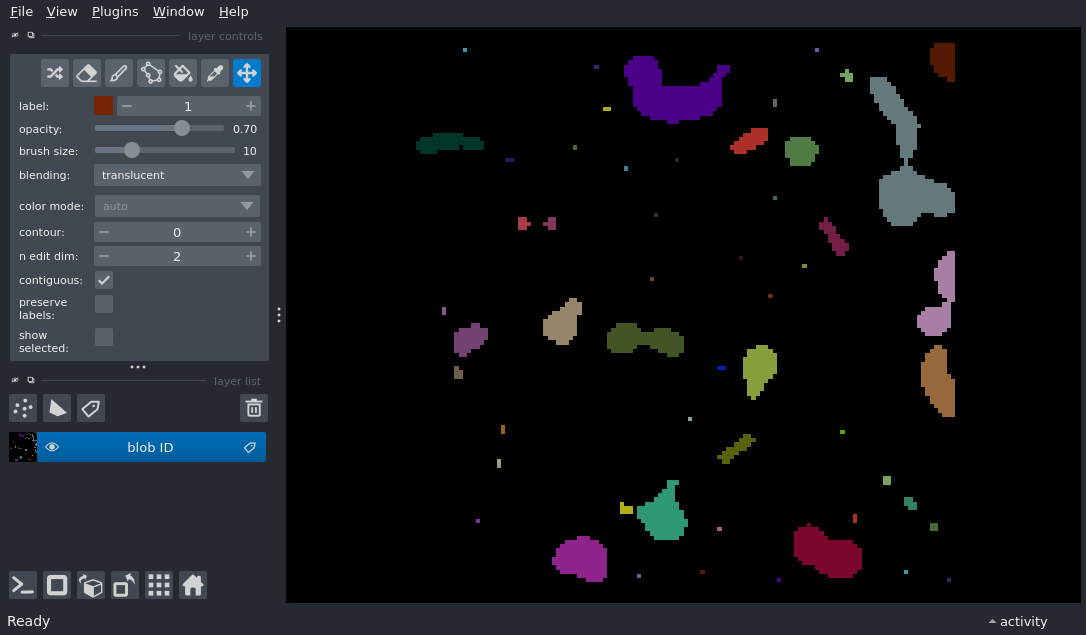 File View Plugins Window Help
layer controls
label: 1
opacity: 0.70
brush size: 10
blending: translucent
color mode: auto
contour: 0
n edit dim: 2
contiguous:
preserve
labels:
show
selected:
layer list
blob ID
Ready
activity